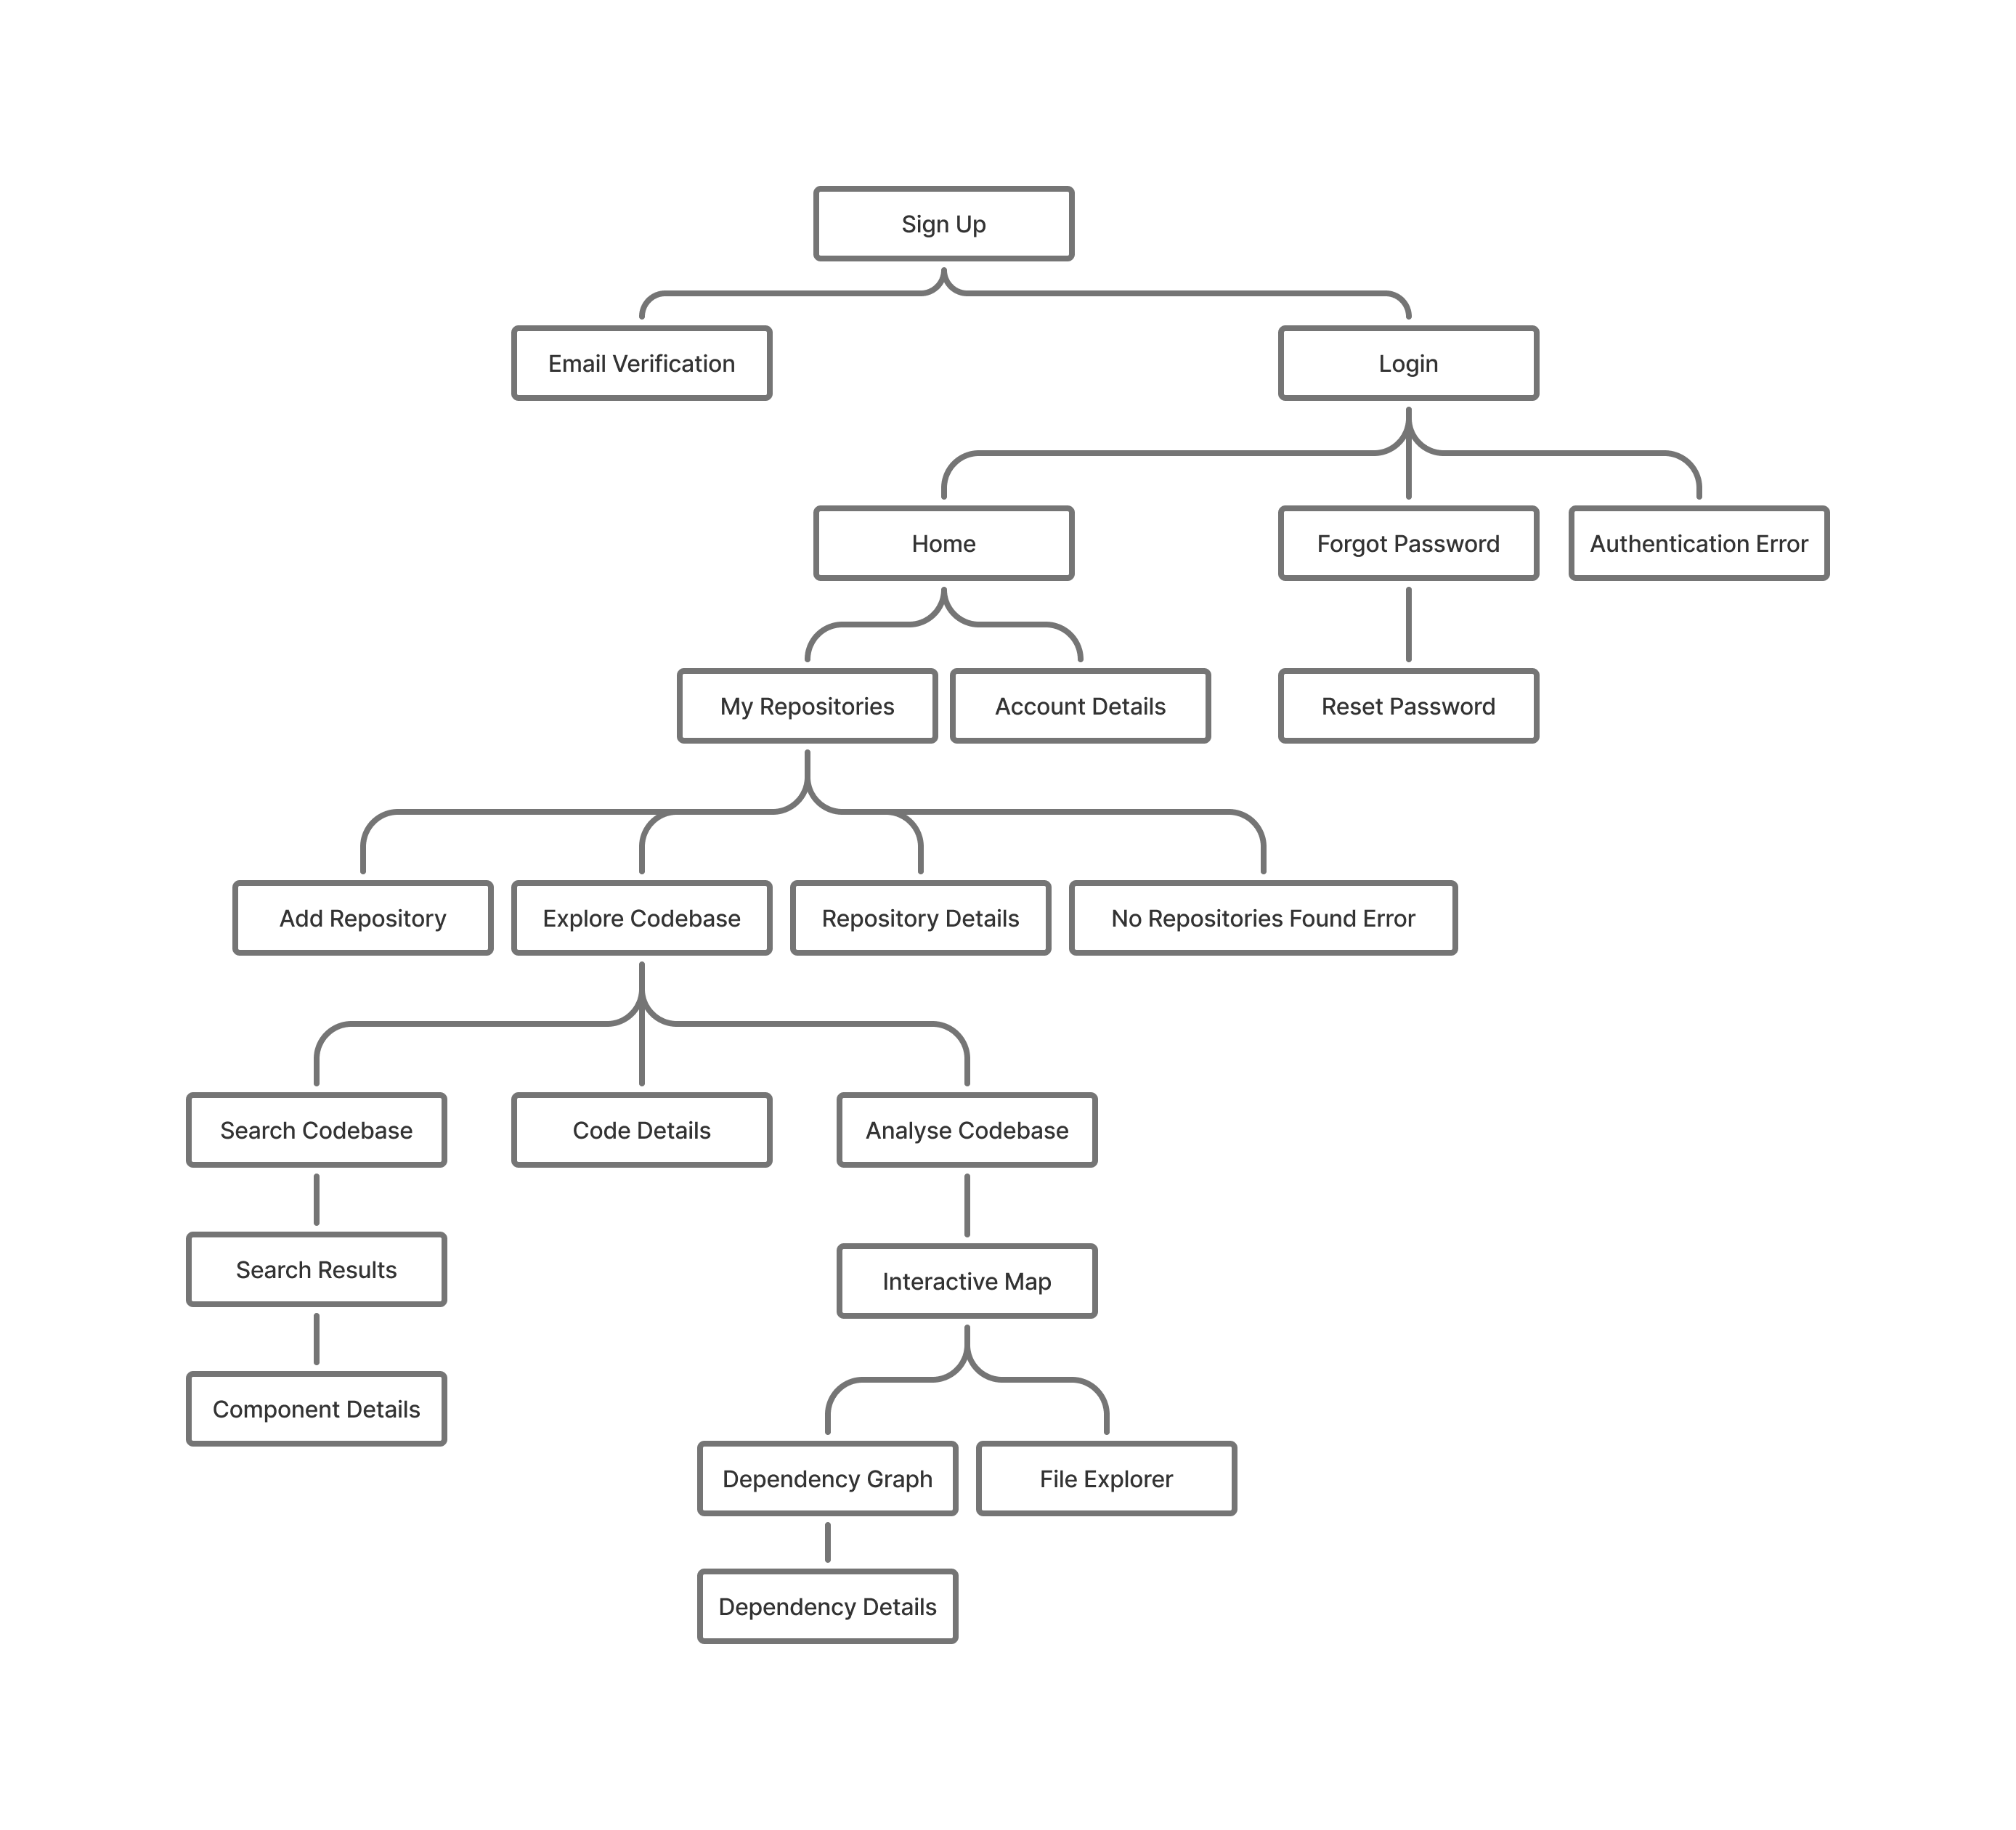 Sign Up
Email Verification
Login
Home
Forgot Password
Authentication Error
My Repositories
Account Details
Reset Password
Add Repository
Explore Codebase
Repository Details
No Repositories Found Error
Search Codebase
Code Details
Analyse Codebase
Search Results
Interactive Map
Component Details
Dependency Graph
File Explorer
Dependency Details